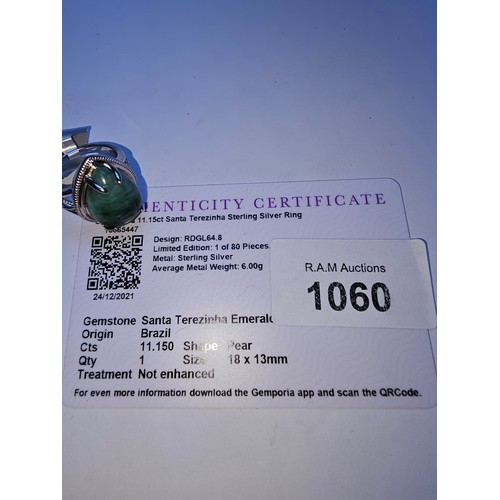 ENTICITY CERTIFICATE
11.15ct Santa Terezinha Sterling Silver Ring
Design: RDGL64.8
Limited Edition: 1 of 80 Pieces
Metal: Sterling Silver
Average Metal Weight: 6.00g
24/12/2021
R.A.M Auctions
1060
Gemstone Santa Terezinha Emerald
Origin Brazil
Cts 11.150 Shape Pear
Qty 1 Size 18 x 13mm
Treatment Not enhanced
For even more information download the Gemporia app and scan the QRCode.